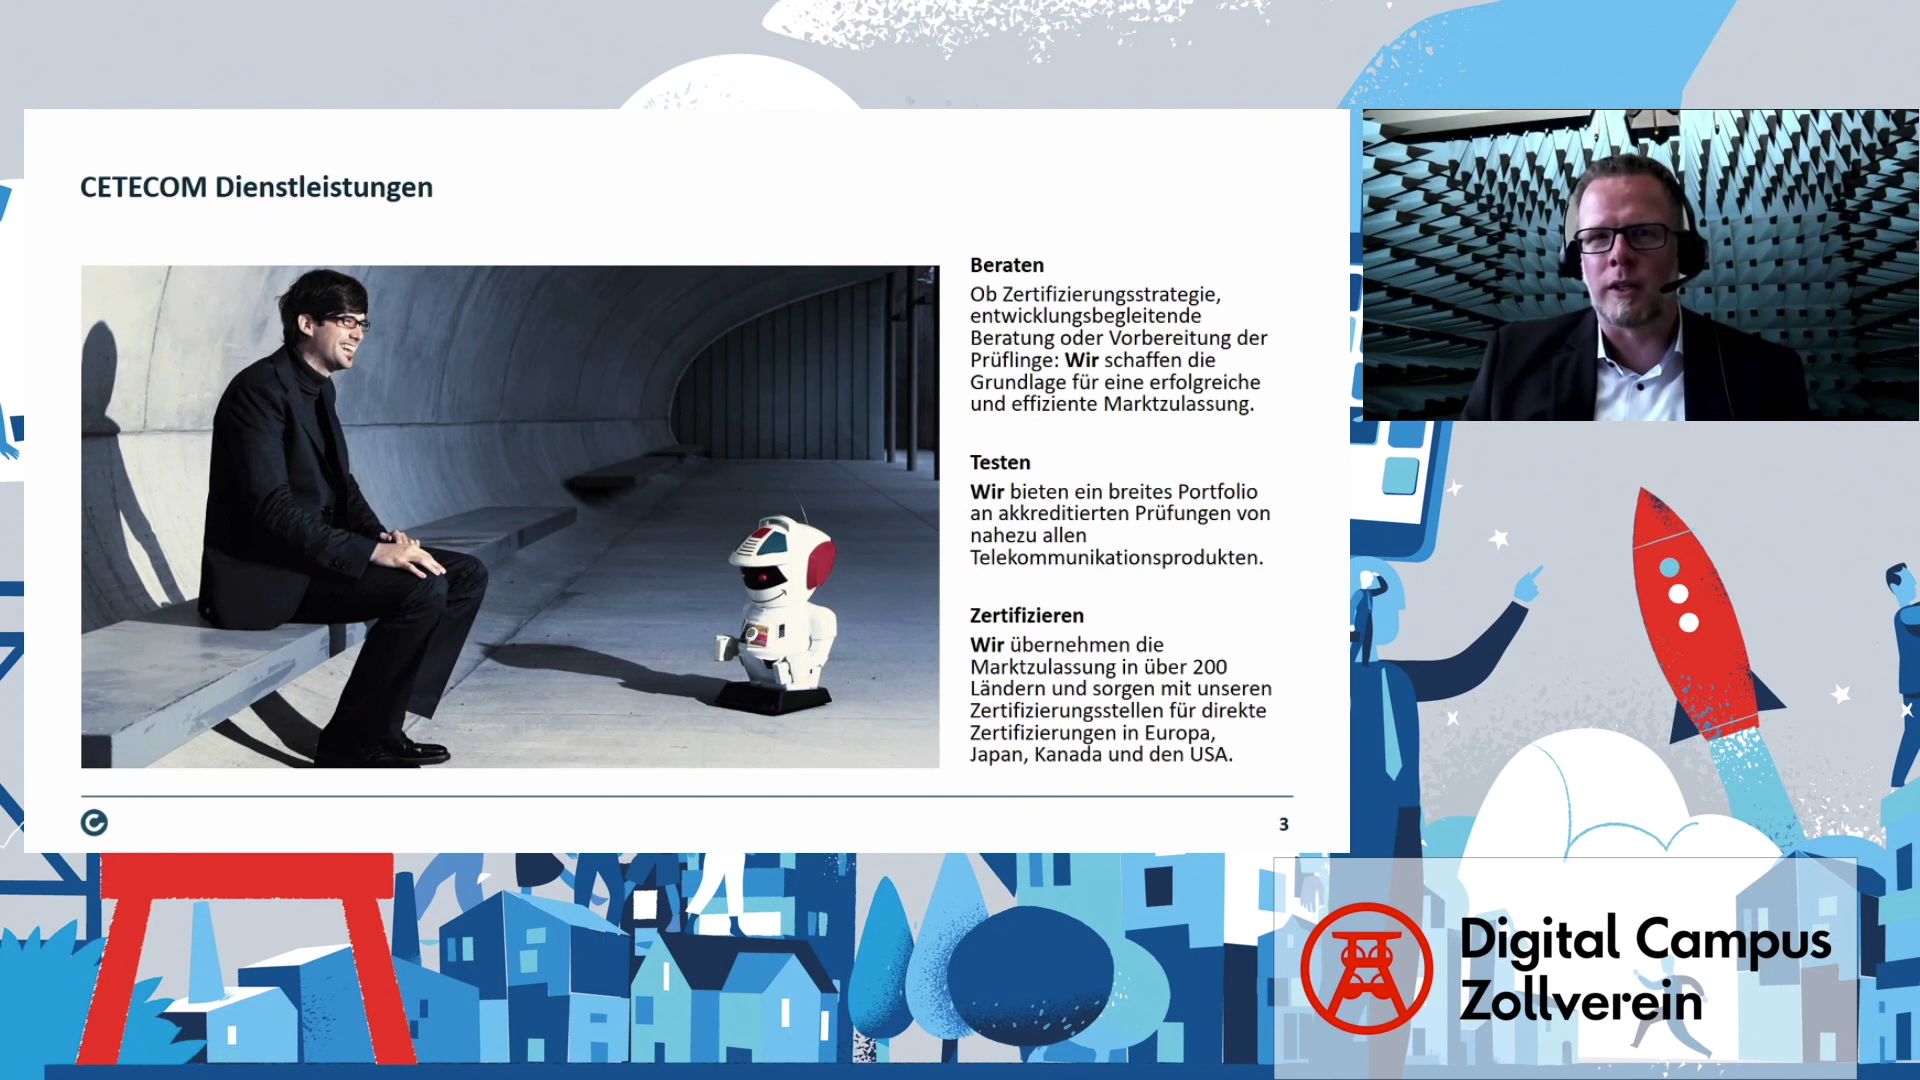 CETECOM Dienstleistungen
Beraten
Ob Zertifizierungsstrategie,
entwicklungsbegleitende
Beratung oder Vorbereitung der
Prüflinge: Wir schaffen die
Grundlage für eine erfolgreiche
und effiziente Marktzulassung.
Testen
Wir bieten ein breites Portfolio
an akkreditierten Prüfungen von
nahezu allen
Telekommunikationsprodukten.
Zertifizieren
Wir übernehmen die
Marktzulassung in über 200
Ländern und sorgen mit unseren
Zertifizierungsstellen für direkte
Zertifizierungen in Europa,
Japan, Kanada und den USA.
3
Digital Campus
Zollverein